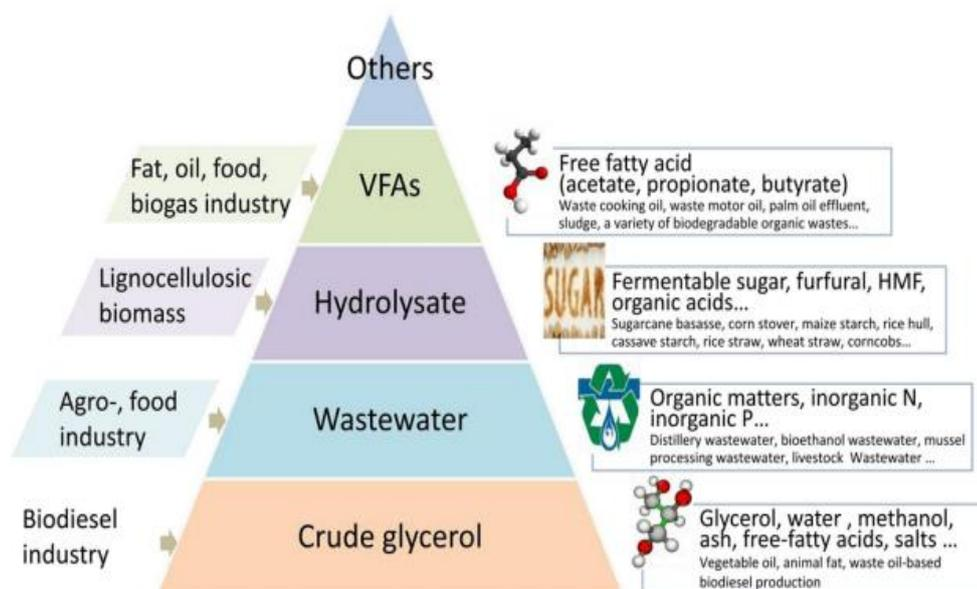 Others
Fat, oil, food,
biogas industry
VFAs
Free fatty acid
(acetate, propionate, butyrate)
Waste cooking oil, waste motor oil, palm oil effluent,
sludge, a variety of biodegradable organic wastes...
Lignocellulosic
biomass
Hydrolysate
SUGAR
Fermentable sugar, furfural, HMF,
organic acids...
Sugarcane basasse, corn stover, maize starch, rice hull,
cassave starch, rice straw, wheat straw, corncobs...
Agro-, food
industry
Wastewater
Organic matters, inorganic N,
inorganic P...
Distillery wastewater, bioethanol wastewater, mussel
processing wastewater, livestock Wastewater ...
Biodiesel
industry
Crude glycerol
Glycerol, water , methanol,
ash, free-fatty acids, salts ...
Vegetable oil, animal fat, waste oil-based
biodiesel production